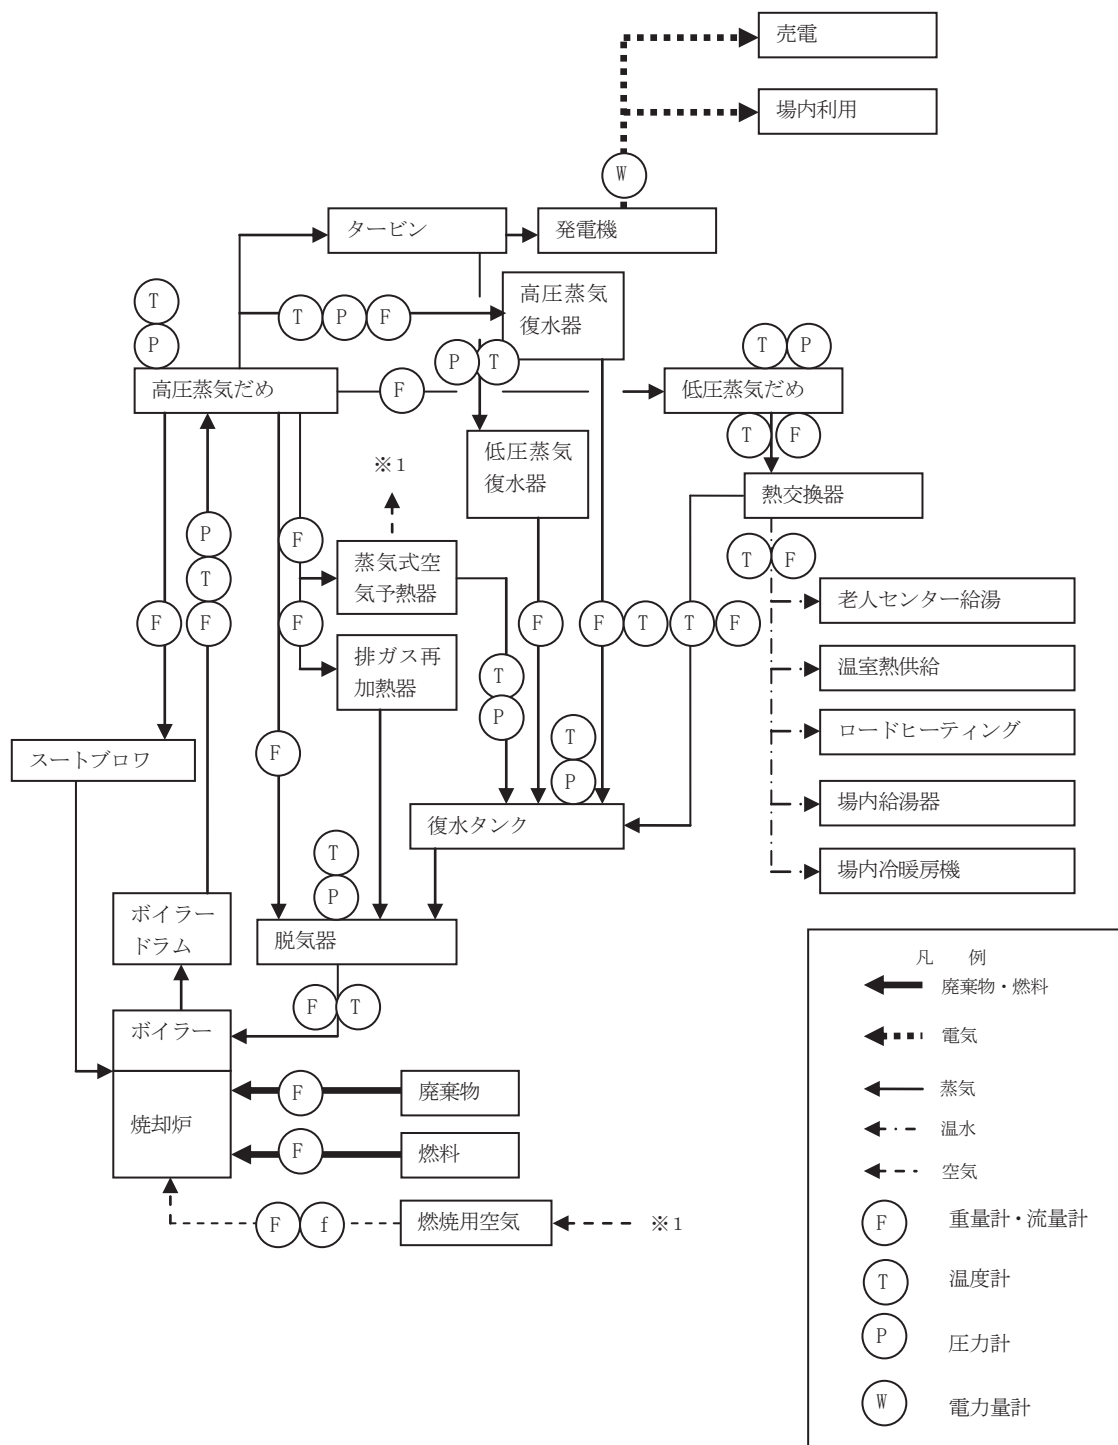 売電
場内利用
W
タービン
発電機
高圧蒸気
復水器
T
P
T P F
P T
T P
高圧蒸気だめ
F
低圧蒸気だめ
T F
低圧蒸気
復水器
※1
熱交換器
P
T
F
F
F
蒸気式空
気予熱器
F
T F
老人センター給湯
F
F T T F
排ガス再
加熱器
温室熱供給
T
P
ロードヒーティング
スートブロワ
F
T
P
場内給湯器
復水タンク
T
P
場内冷暖房機
ボイラー
ドラム
脱気器
F T
ボイラー
焼却炉
F
廃棄物
F
燃料
F f
燃焼用空気
※1
凡 例
廃棄物・燃料
電気
蒸気
温水
空気
F 重量計・流量計
T 温度計
P 圧力計
W 電力量計